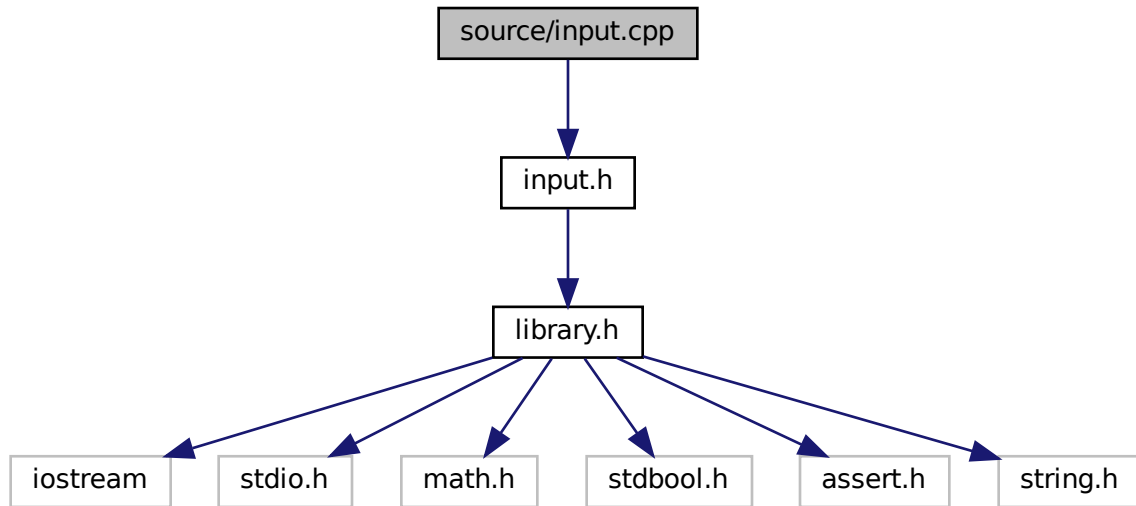 source/input.cpp
input.h
library.h
iostream
stdio.h
math.h
stdbool.h
assert.h
string.h